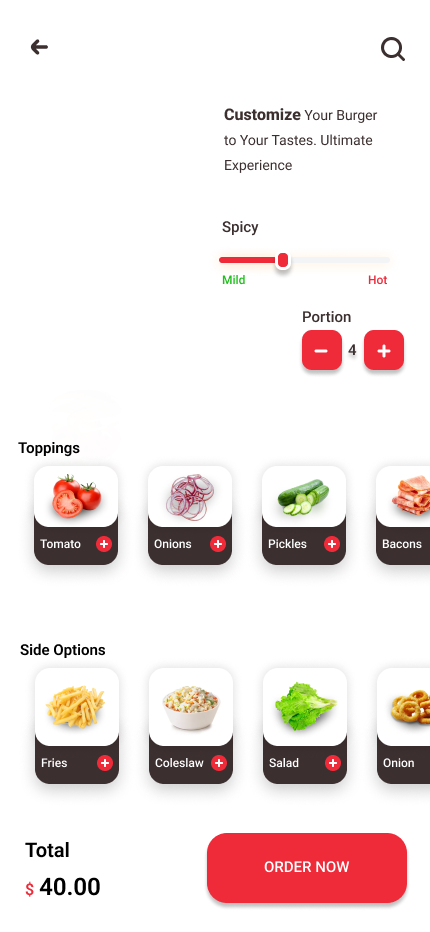 Customize Your Burger
to Your Tastes. Ultimate
Experience
Spicy
Mild Hot
Portion
4
Toppings
Tomato Onions Pickles Bacons
Side Options
Fries Coleslaw Salad Onion
Total
$ 40.00
ORDER NOW